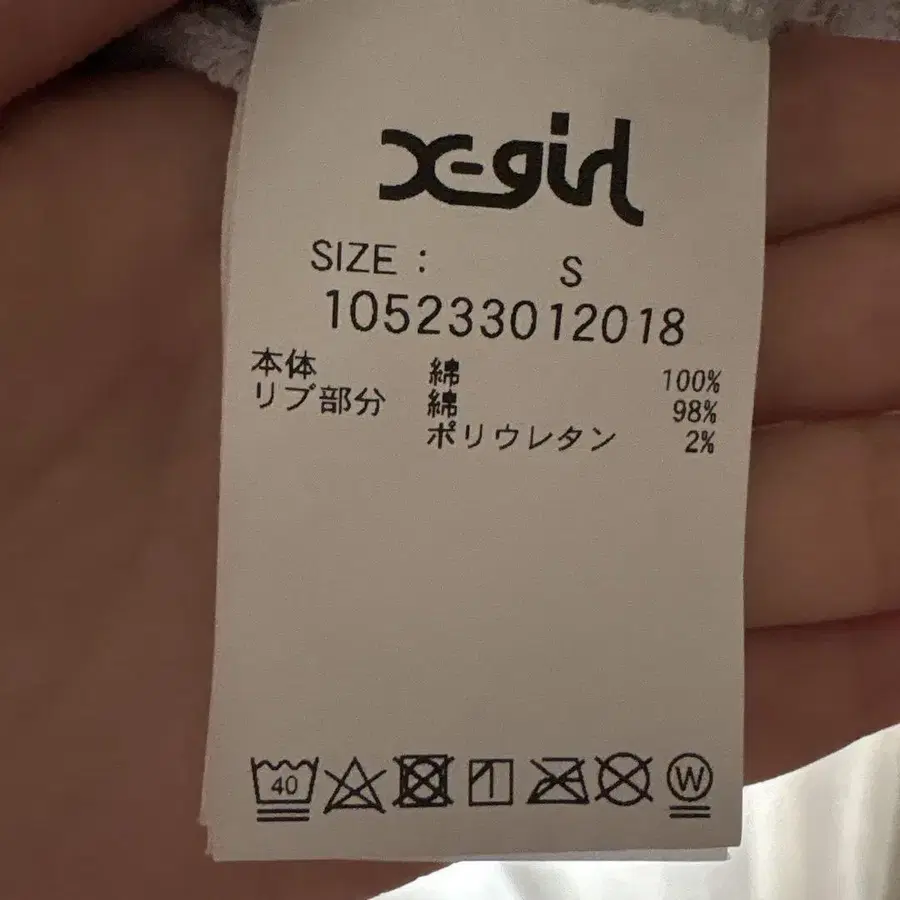 X-girl
SIZE : S
105233012018
本体 綿 100%
リブ部分 綿 98%
ポリウレタン 2%
40 W